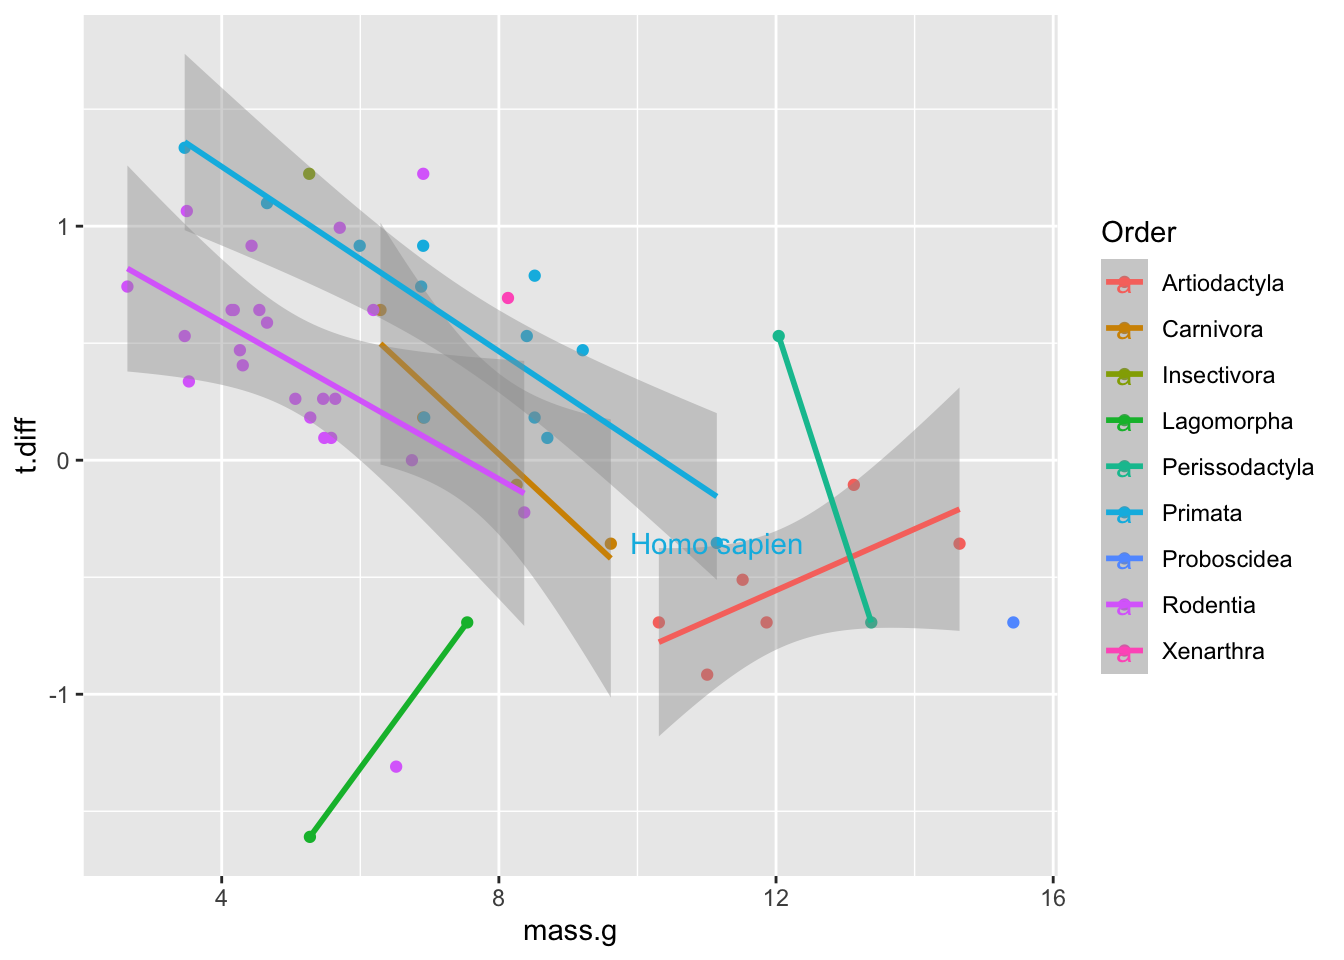 1
0
-1
t.diff
Homo sapien
4
8
12
16
mass.g
Order
a Artiodactyla
a Carnivora
a Insectivora
a Lagomorpha
a Perissodactyla
a Primata
a Proboscidea
a Rodentia
a Xenarthra